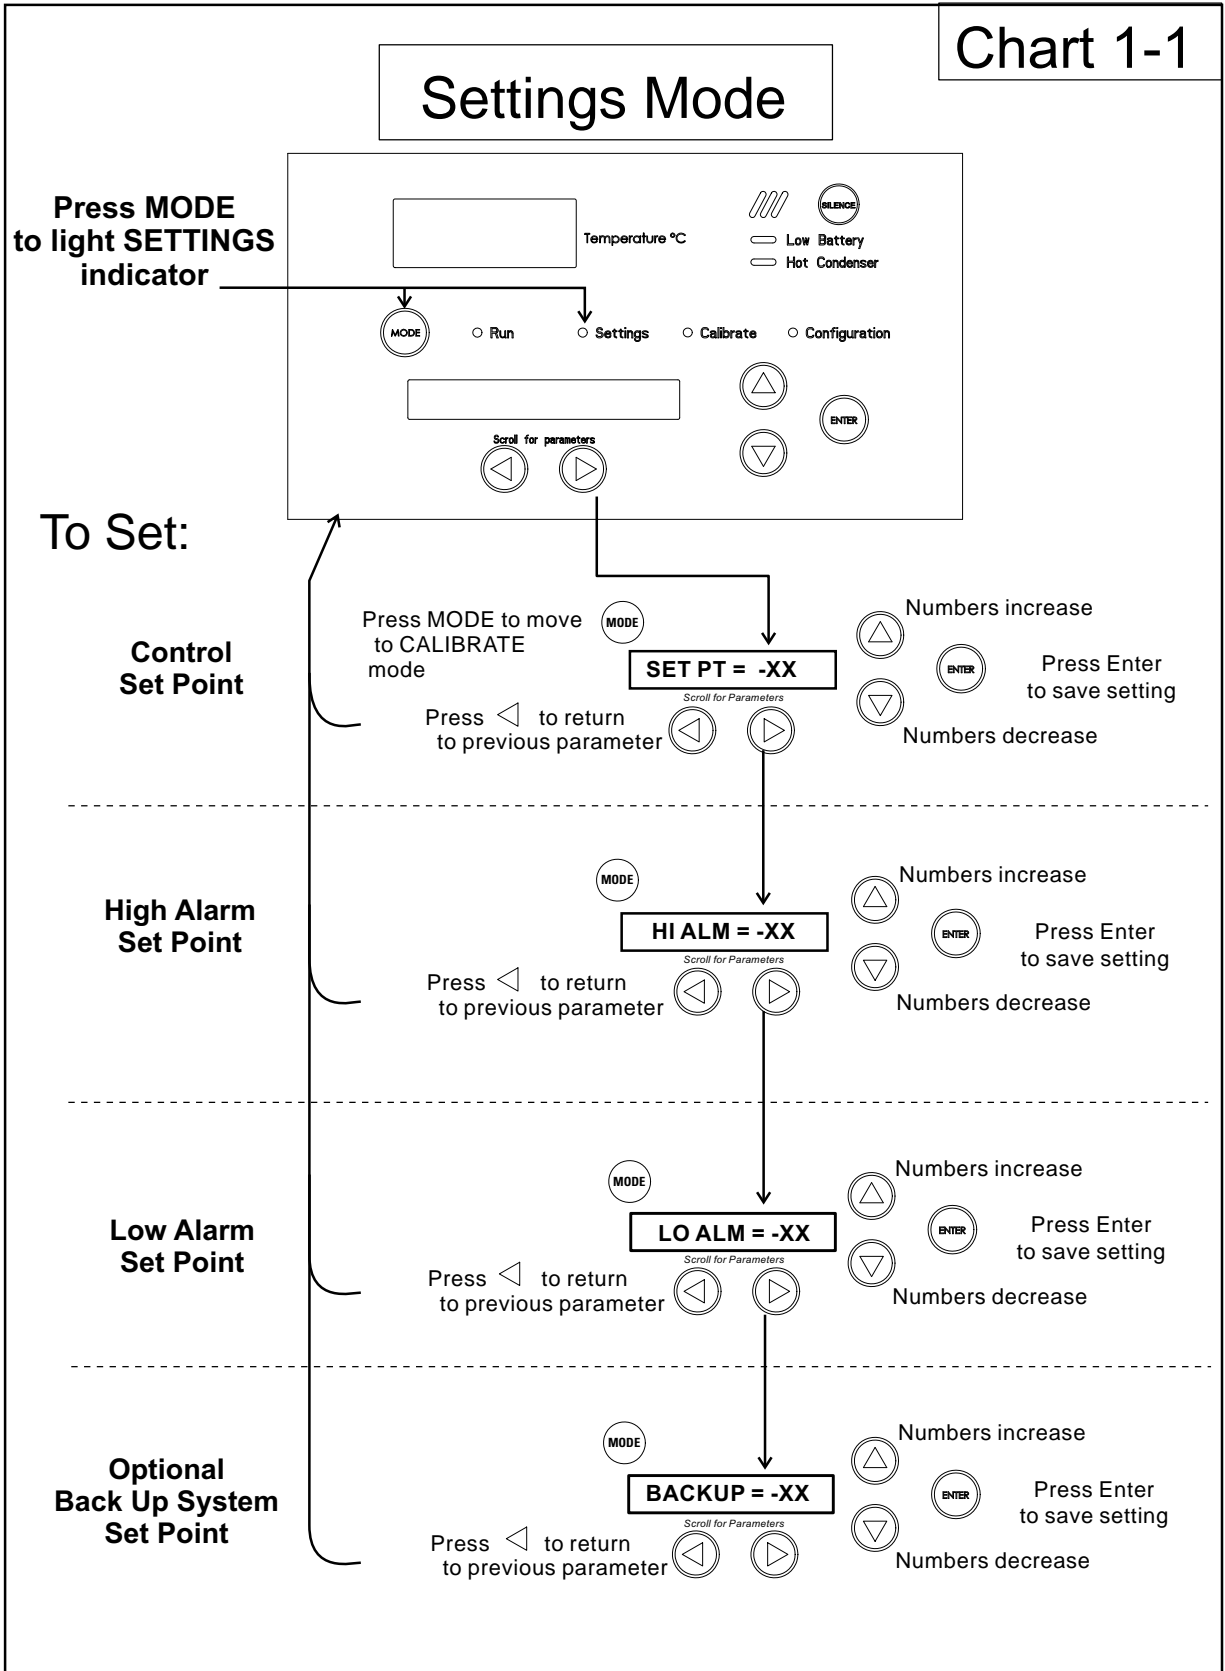 Chart 1-1
Settings Mode
Press MODE
to light SETTINGS
indicator
SILENCE
Temperature °C
Low Battery
Hot Condenser
MODE
Run
Settings
Calibrate
Configuration
ENTER
Scroll for parameters
To Set:
Control
Set Point
Press MODE to move
to CALIBRATE
mode
MODE
SET PT = -XX
Scroll for Parameters
Press
to return
to previous parameter
Numbers increase
ENTER
Press Enter
to save setting
Numbers decrease
High Alarm
Set Point
MODE
HI ALM = -XX
Scroll for Parameters
Press
to return
to previous parameter
Numbers increase
ENTER
Press Enter
to save setting
Numbers decrease
Low Alarm
Set Point
MODE
LO ALM = -XX
Scroll for Parameters
Press
to return
to previous parameter
Numbers increase
ENTER
Press Enter
to save setting
Numbers decrease
Optional
Back Up System
Set Point
MODE
BACKUP = -XX
Scroll for Parameters
Press
to return
to previous parameter
Numbers increase
ENTER
Press Enter
to save setting
Numbers decrease